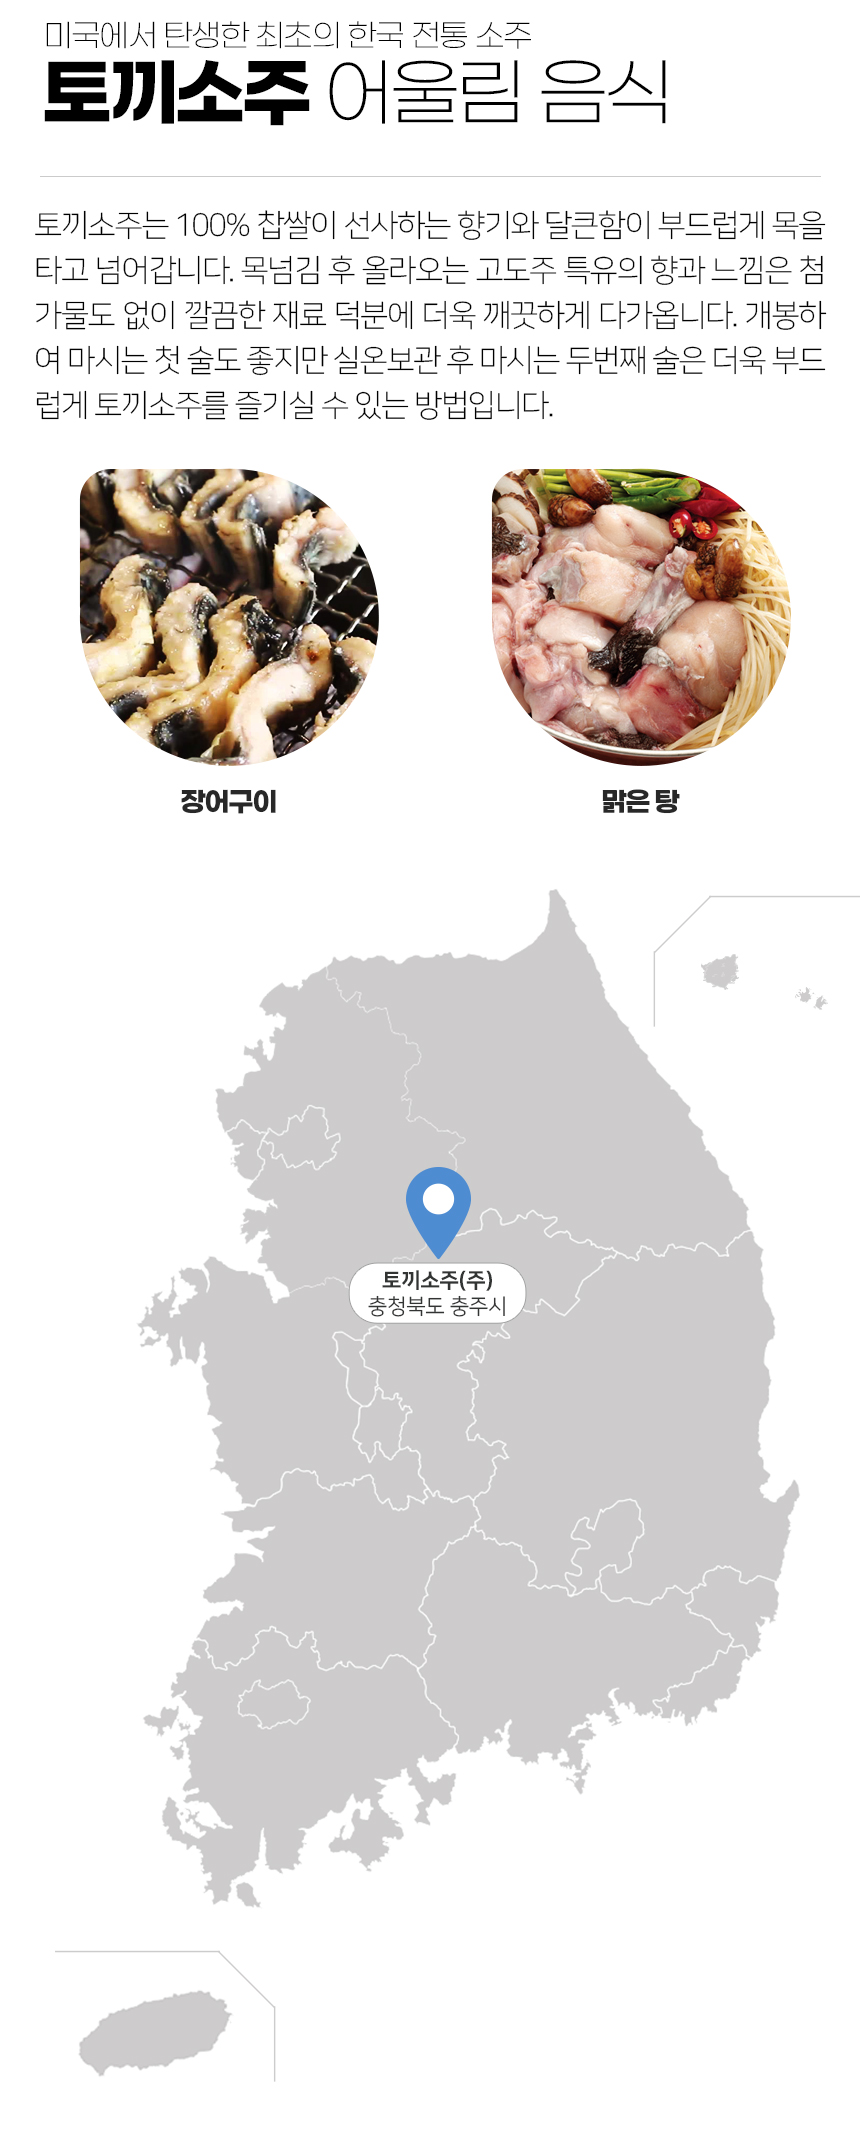 미국에서 탄생한 최초의 한국 전통 소주
토끼소주 어울림 음식
토끼소주는 100% 찹쌀이 선사하는 향기와 달큰함이 부드럽게 목을
타고 넘어갑니다. 목넘김 후 올라오는 고도주 특유의 향과 느낌은 첨
가물도 없이 깔끔한 재료 덕분에 더욱 깨끗하게 다가옵니다. 개봉하
여 마시는 첫 술도 좋지만 실온보관 후 마시는 두번째 술은 더욱 부드
럽게 토끼소주를 즐기실 수 있는 방법입니다.
장어구이
맑은 탕
토끼소주(주)
충청북도 충주시